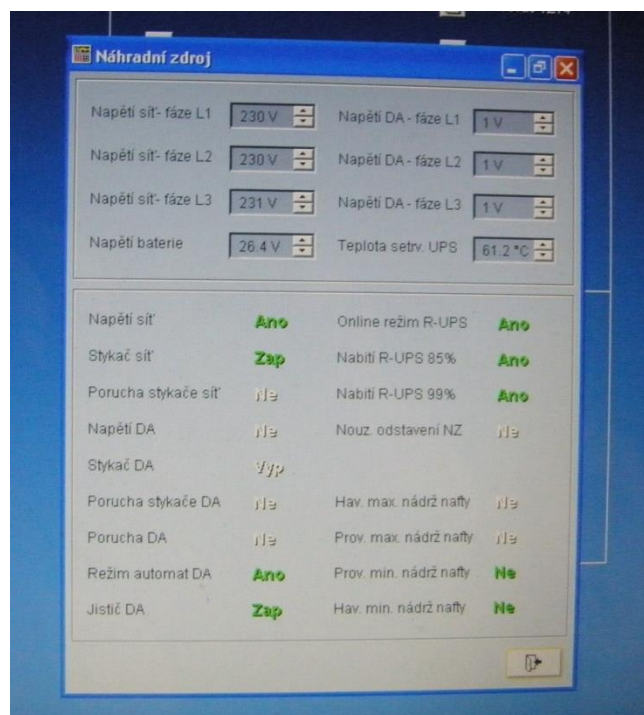 Náhradní zdroj
Napětí síť- fáze L1 230 V Napětí DA - fáze L1 1 V
Napětí síť- fáze L2 230 V Napětí DA - fáze L2 1 V
Napětí síť- fáze L3 231 V Napětí DA - fáze L3 1 V
Napětí baterie 26.4 V Teplota setrv. UPS 61.2 °C
Napětí síť Ano Online režim R-UPS Ano
Stykač síť Zap Nabití R-UPS 85% Ano
Porucha stykače síť Ne Nabití R-UPS 99% Ano
Napětí DA Ne Nouz. odstavení NZ Ne
Stykač DA Vyp
Porucha stykače DA Ne Hav. max. nádrž nafty Ne
Porucha DA Ne Prov. max. nádrž nafty Ne
Režim automat DA Ano Prov. min. nádrž nafty Ne
Jistič DA Zap Hav. min. nádrž nafty Ne